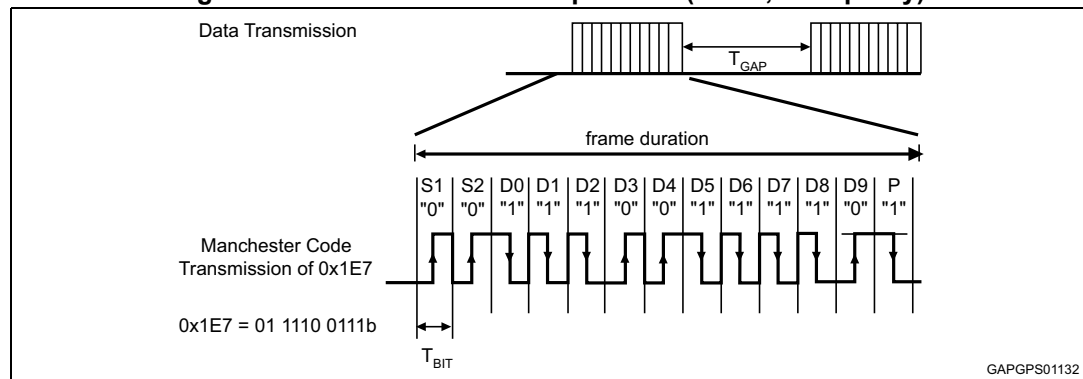 Data Transmission
T GAP
frame duration
S1 S2 D0 D1 D2 D3 D4 D5 D6 D7 D8 D9 P
"0" "0" "1" "1" "1" "0" "0" "1" "1" "1" "1" "0" "1"
Manchester Code
Transmission of 0x1E7
0x1E7 = 01 1110 0111b
T BIT
GAPGPS01132